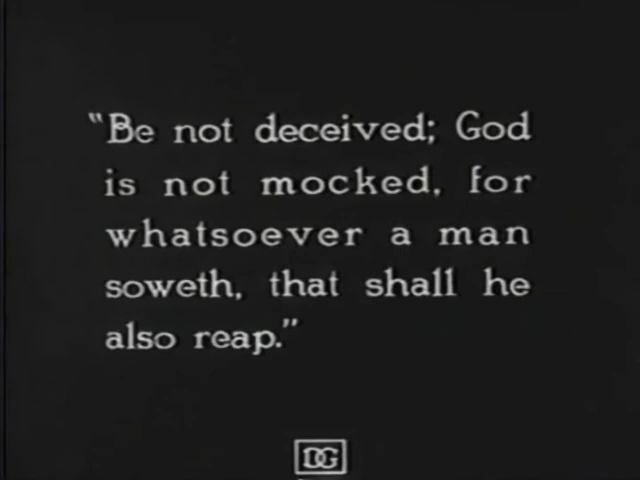 "Be not deceived; God
is not mocked, for
whatsoever a man
soweth, that shall he
also reap."
DG